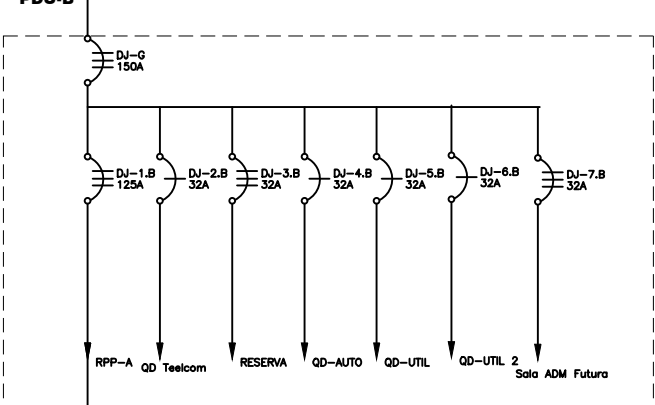 PDU-B
DJ-G
150A
DJ-1.B
125A
DJ-2.B
32A
DJ-3.B
32A
DJ-4.B
32A
DJ-5.B
32A
DJ-6.B
32A
DJ-7.B
32A
RPP-A
QD Teelcom
RESERVA
QD-AUTO
QD-UTIL
QD-UTIL 2
Sala ADM Futura